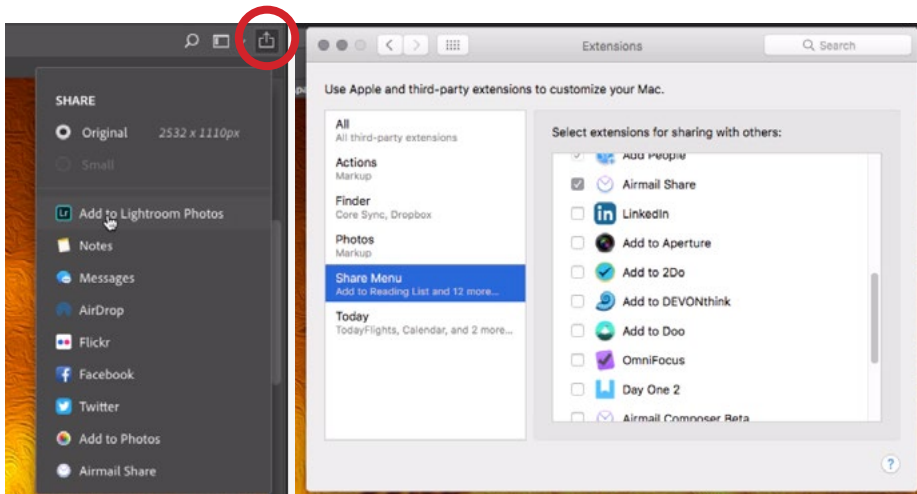 SHARE
Original 2532 x 1110px
Small
Add to Lightroom Photos
Notes
Messages
AirDrop
Flickr
Facebook
Twitter
Add to Photos
Airmail Share
Extensions
Search
Use Apple and third-party extensions to customize your Mac.
All
All third-party extensions
Actions
Markup
Finder
Core Sync, Dropbox
Photos
Markup
Share Menu
Add to Reading List and 12 more...
Today
TodayFlights, Calendar, and 2 more...
Select extensions for sharing with others:
Add People
Airmail Share
in LinkedIn
Add to Aperture
Add to 2Do
Add to DEVONthink
Add to Doo
OmniFocus
Day One 2
Airmail Composer Beta
?